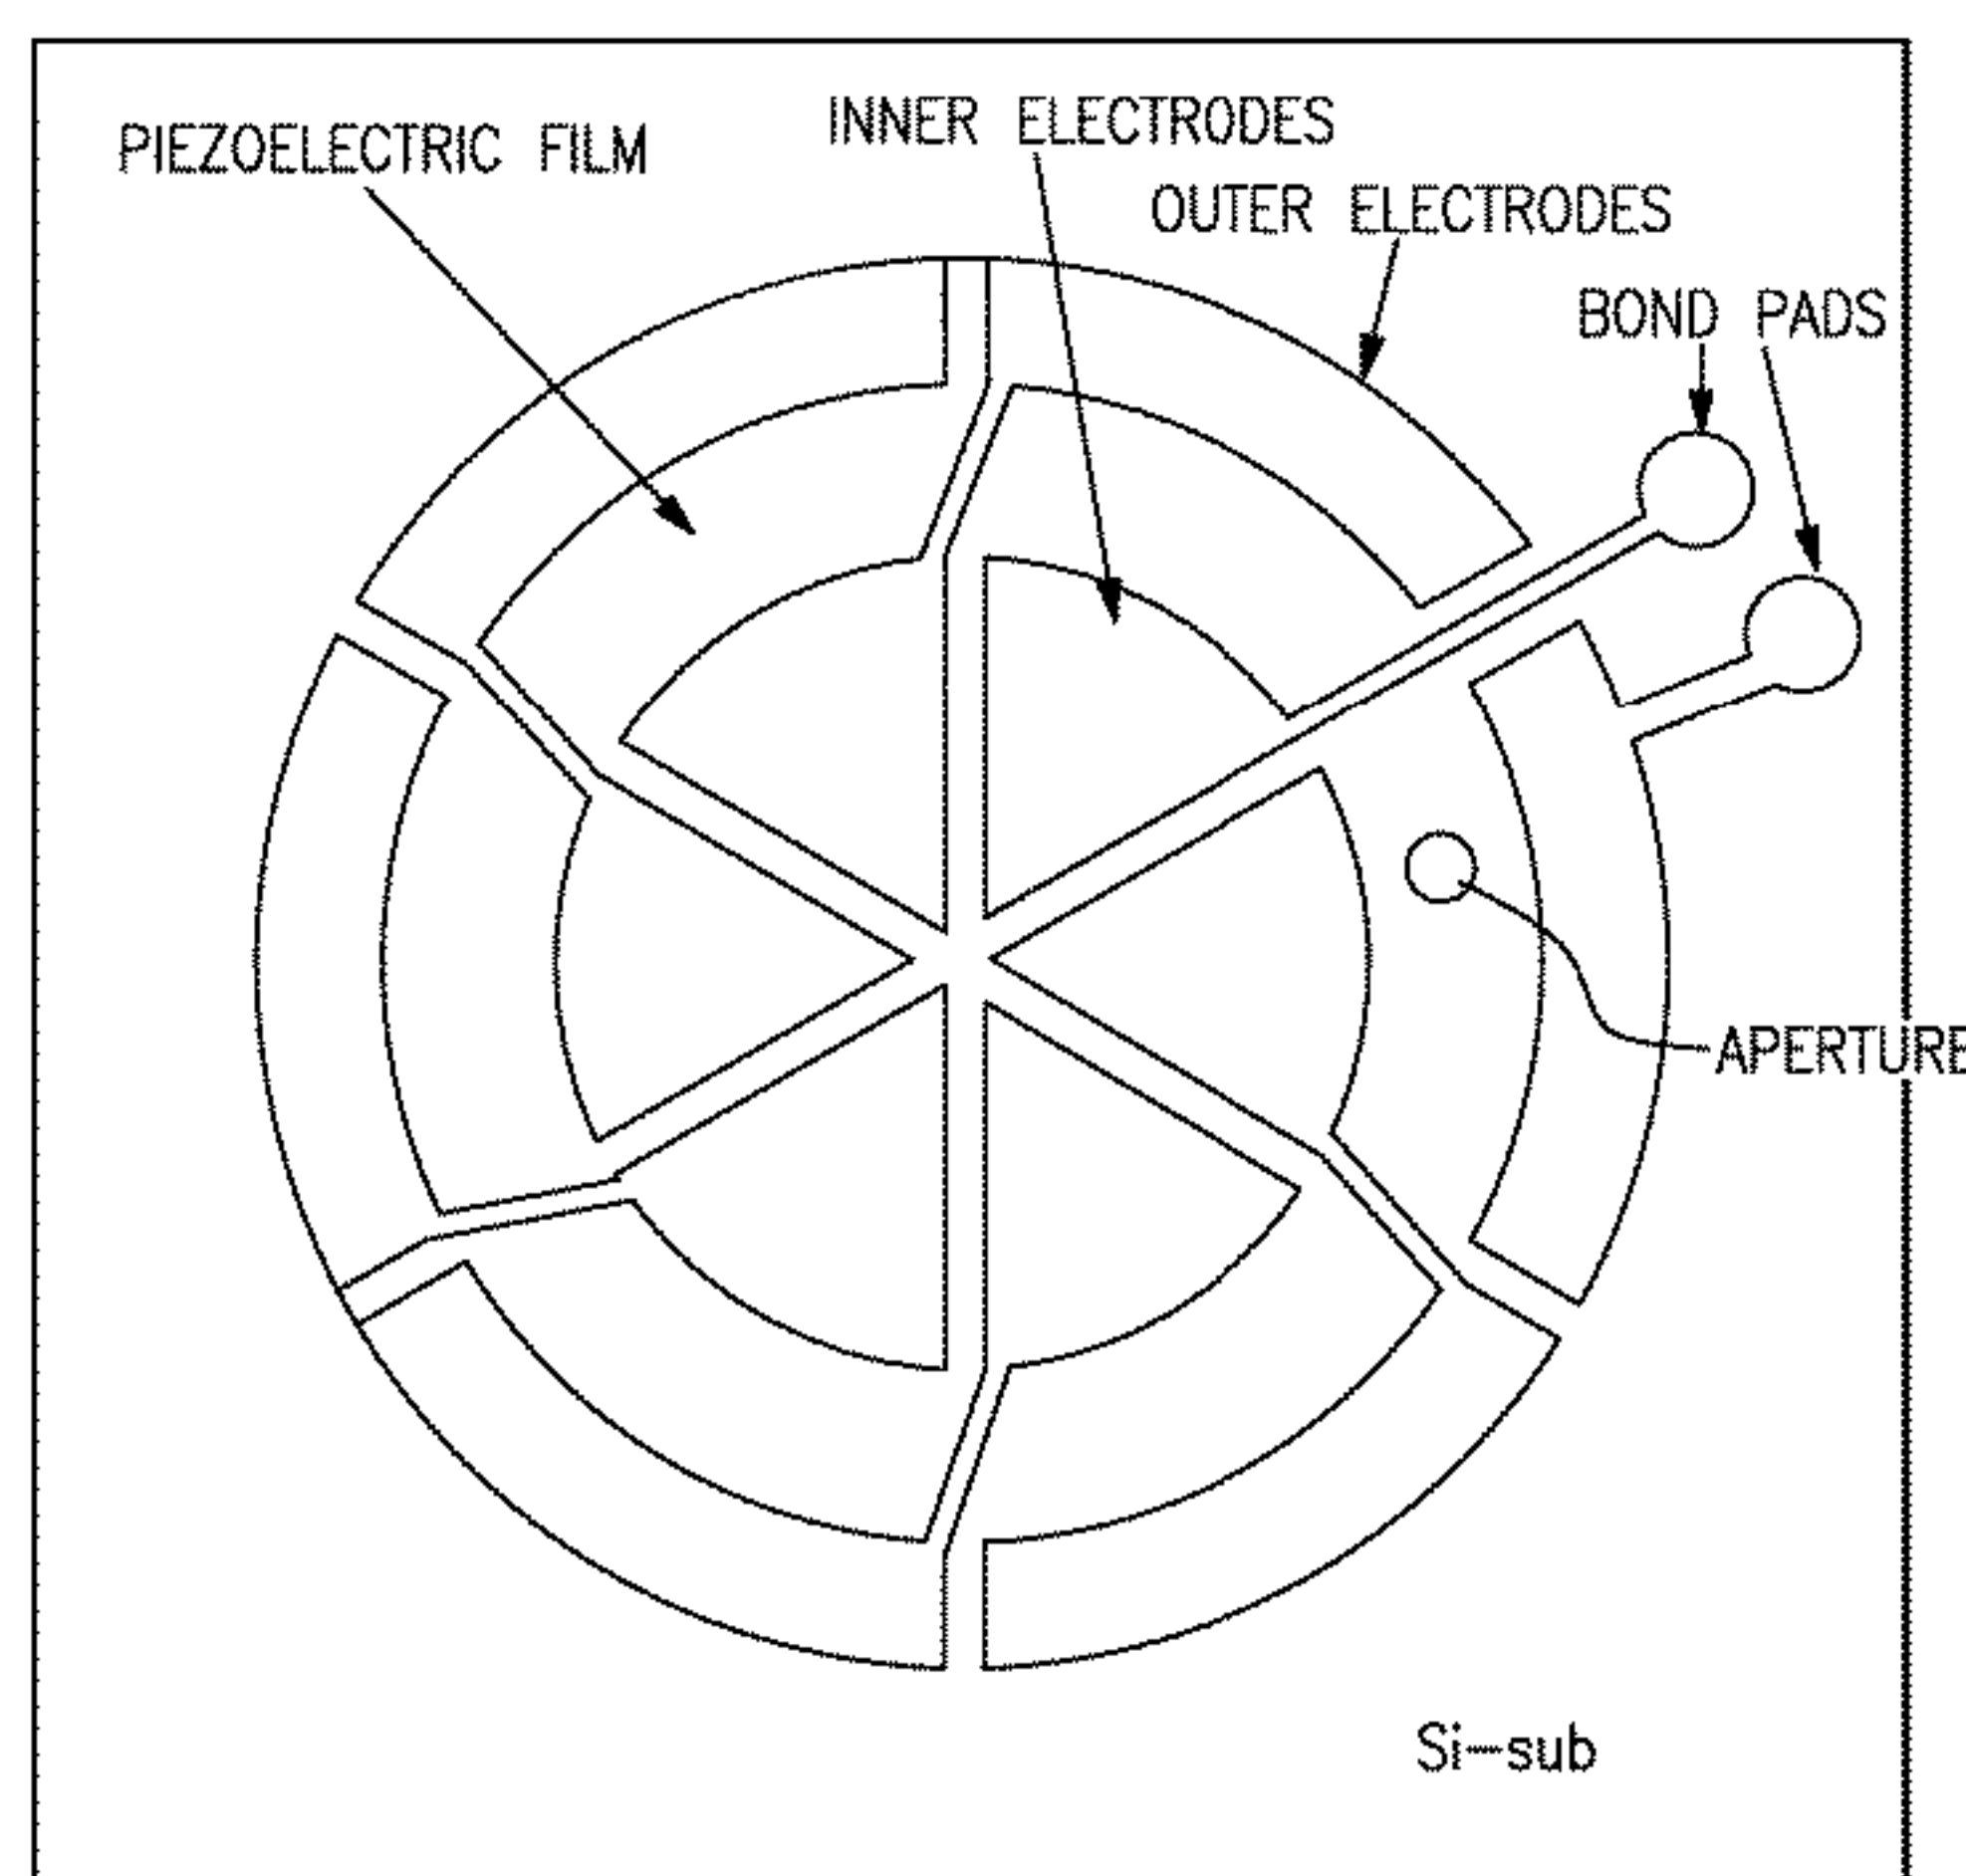 PIEZOELECTRIC FILM
INNER ELECTRODES
OUTER ELECTRODES
BOND PADS
APERTURE
Si-sub